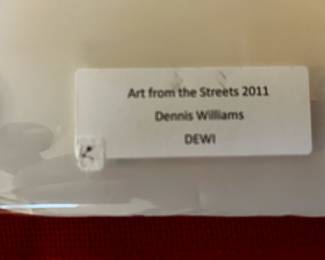 Art from the Streets 2011
Dennis Williams
DEWI